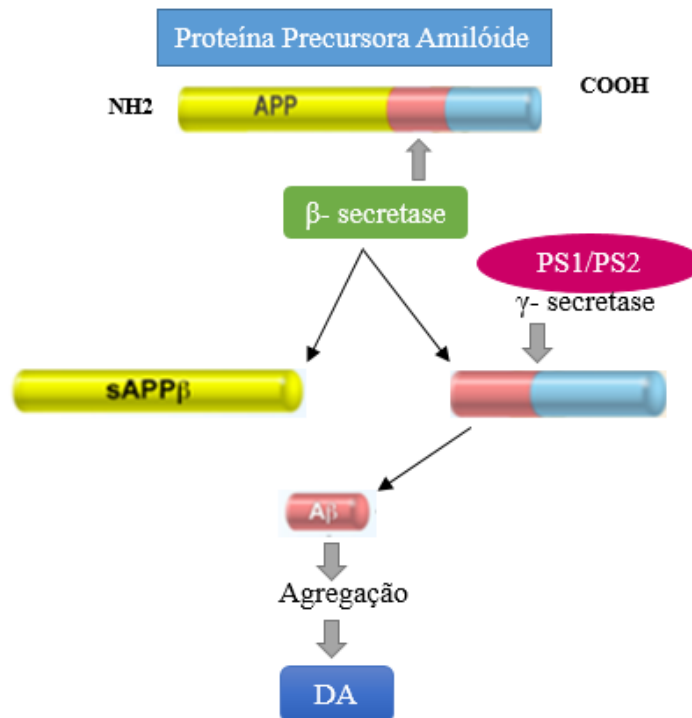 Proteína Precursora Amilóide
COOH
NH2
APP
β- secretase
PS1/PS2
γ- secretase
sAPPβ
Aβ
Agregação
DA